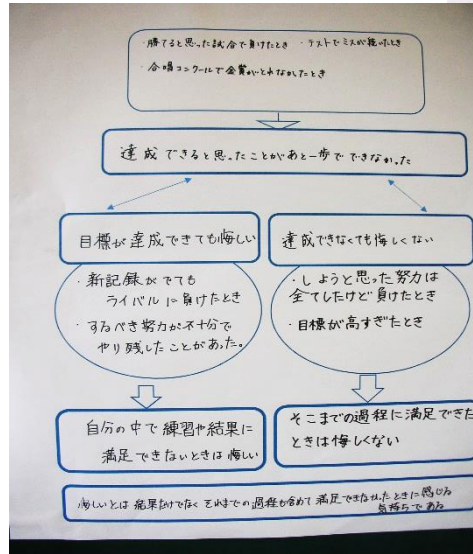 ・勝てると思った試合で負けたとき ・テストでミスが続いたとき
・合唱コンクールで金賞がとれなかったとき
達成できると思ったことがあと一歩でできなかった
目標が達成できても悔しい
達成できなくても悔しくない
・新記録がでても
ライバルに負けたとき
・するべき努力が不十分で
やり残したことがあった。
・しようと思った努力は
全てしたけど負けたとき
・目標が高すぎたとき
自分の中で練習や結果に
満足できないときは悔しい
そこまでの過程に満足できた
ときは悔しくない
悔しいとは結果だけでなくそれまでの過程も含めて満足できなかったときに感じる
気持ちである